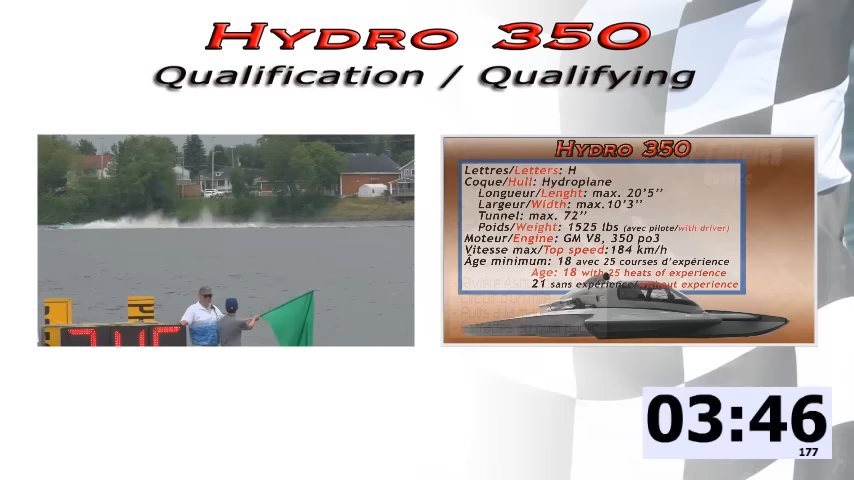 Hydro 350
Qualification / Qualifying
Hydro 350
Lettres/Letters: H
Coque/Hull: Hydroplane
Longueur/Lenght: max. 20'5''
Largeur/Width: max.10'3''
Tunnel: max. 72''
Poids/Weight: 1525 lbs (avec pilote/with driver)
Moteur/Engine: GM V8, 350 po3
Vitesse max/Top speed:184 km/h
Âge minimum: 18 avec 25 courses d'expérience
Age: 18 with 25 heats of experience
21 sans expérience/without experience
03:46
177